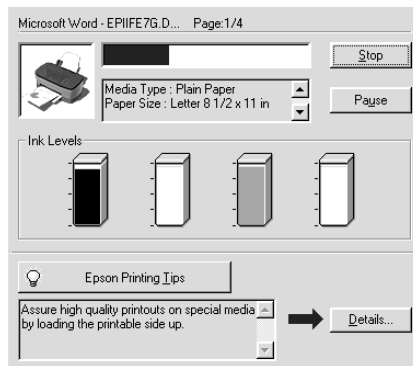 Microsoft Word - EPIIFE7G.D... Page:1/4
Stop
Media Type : Plain Paper
Paper Size : Letter 8 1/2 x 11 in
Pause
Ink Levels
Epson Printing Tips
Assure high quality printouts on special media
by loading the printable side up.
Details...